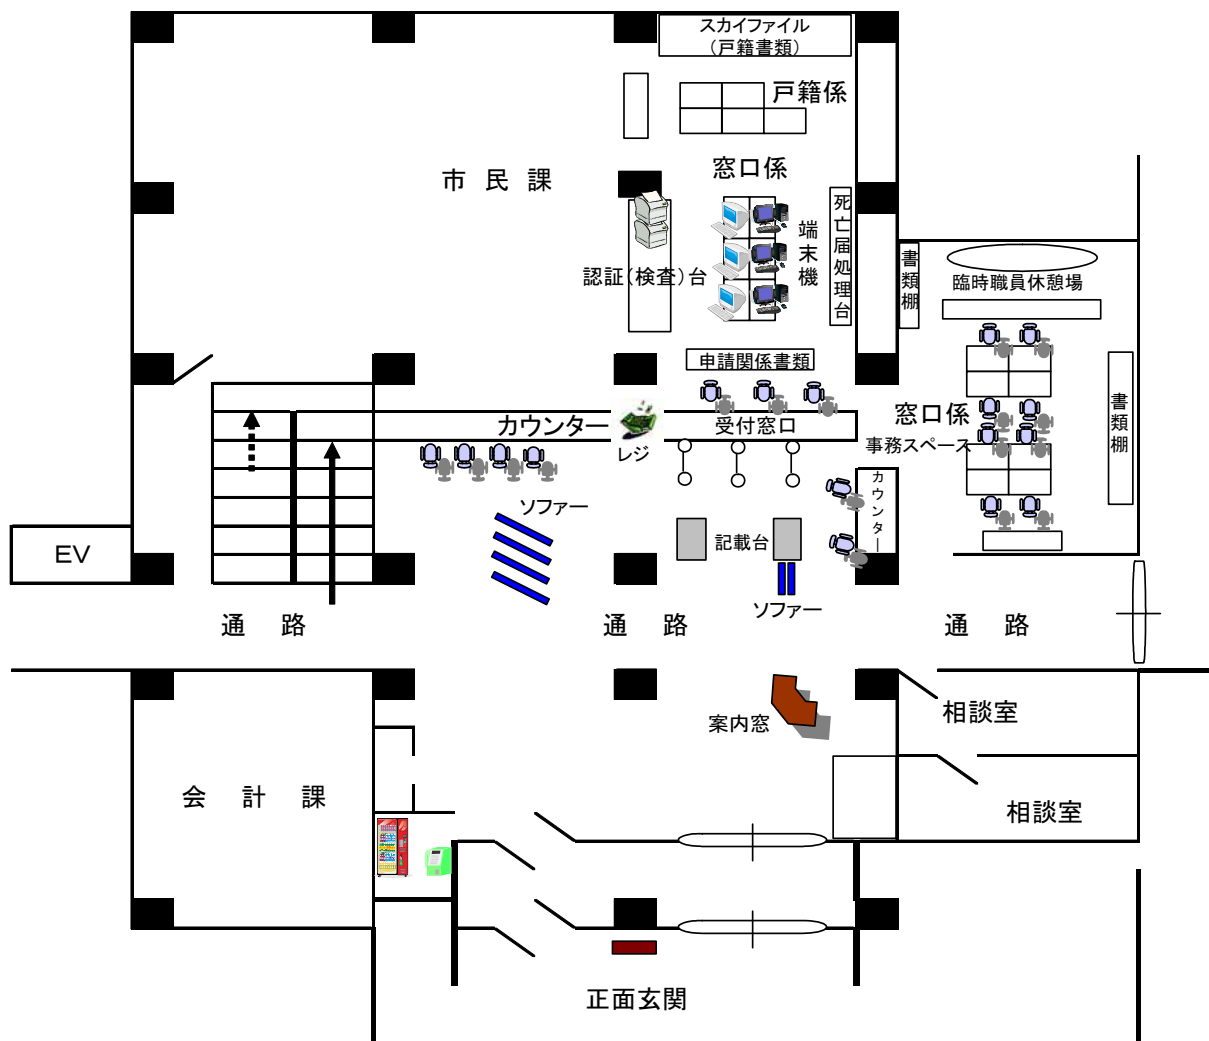 スカイファイル
(戸籍書類)
戸籍係
市民課
窓口係
端末機
死亡届処理台
認証(検査)台
書類棚
臨時職員休憩場
申請関係書類
書類棚
カウンター
レジ
受付窓口
窓口係
事務スペース
カウンター
ソファー
記載台
EV
ソファー
通路
通路
通路
案内窓
相談室
会計課
相談室
正面玄関